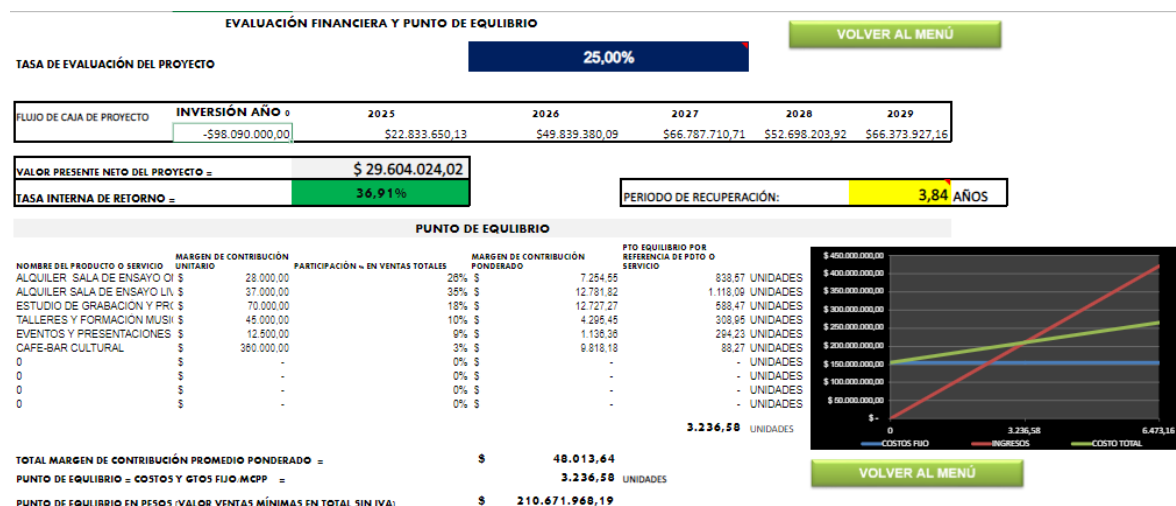 EVALUACIÓN FINANCIERA Y PUNTO DE EQULIBRIO
VOLVER AL MENÚ
TASA DE EVALUACIÓN DEL PROYECTO 25,00%
FLUJO DE CAJA DE PROYECTO INVERSIÓN AÑO 0 2025 2026 2027 2028 2029
-$98.090.000,00 $22.833.650,13 $49.839.380,09 $66.787.710,71 $52.698.203,92 $66.373.927,16
VALOR PRESENTE NETO DEL PROYECTO = $ 29.604.024,02
TASA INTERNA DE RETORNO = 36,91% PERIODO DE RECUPERACIÓN: 3,84 AÑOS
PUNTO DE EQULIBRIO
NOMBRE DEL PRODUCTO O SERVICIO MARGEN DE CONTRIBUCIÓN UNITARIO PARTICIPACIÓN % EN VENTAS TOTALES MARGEN DE CONTRIBUCIÓN PONDERADO PTO EQUILIBRIO POR REFERENCIA DE PDTO O SERVICIO
ALQUILER SALA DE ENSAYO $ 28.000,00 26% $ 7.254,55 838,57 UNIDADES
ALQUILER SALA DE ENSAYO $ 37.000,00 35% $ 12.781,82 1.118,09 UNIDADES
ESTUDIO DE GRABACION Y $ 70.000,00 18% $ 12.727,27 588,47 UNIDADES
TALLERES Y FORMACIÓN MUSI $ 45.000,00 10% $ 4.295,45 308,95 UNIDADES
EVENTOS Y PRESENTACIONES $ 12.500,00 9% $ 1.136,36 294,23 UNIDADES
CAFE-BAR CULTURAL $ 360.000,00 3% $ 9.818,18 88,27 UNIDADES
0 $ - 0% $ - - UNIDADES
0 $ - 0% $ - - UNIDADES
0 $ - 0% $ - - UNIDADES
0 $ - 0% $ - - UNIDADES
3.236,58 UNIDADES
TOTAL MARGEN DE CONTRIBUCIÓN PROMEDIO PONDERADO = $ 48.013,64
PUNTO DE EQULIBRIO = COSTOS Y GTOS FIJO/MCPP = 3.236,58 UNIDADES
PUNTO DE EQULIBRIO EN PESOS (VALOR VENTAS MÍNIMAS EN TOTAL SIN IVA) $ 210.671.968,19
$ 450.000.000,00
$ 400.000.000,00
$ 350.000.000,00
$ 300.000.000,00
$ 250.000.000,00
$ 200.000.000,00
$ 150.000.000,00
$ 100.000.000,00
$ 50.000.000,00
$ -
0 3.236,58 6.473,16
COSTOS FIJO INGRESOS COSTO TOTAL
VOLVER AL MENÚ